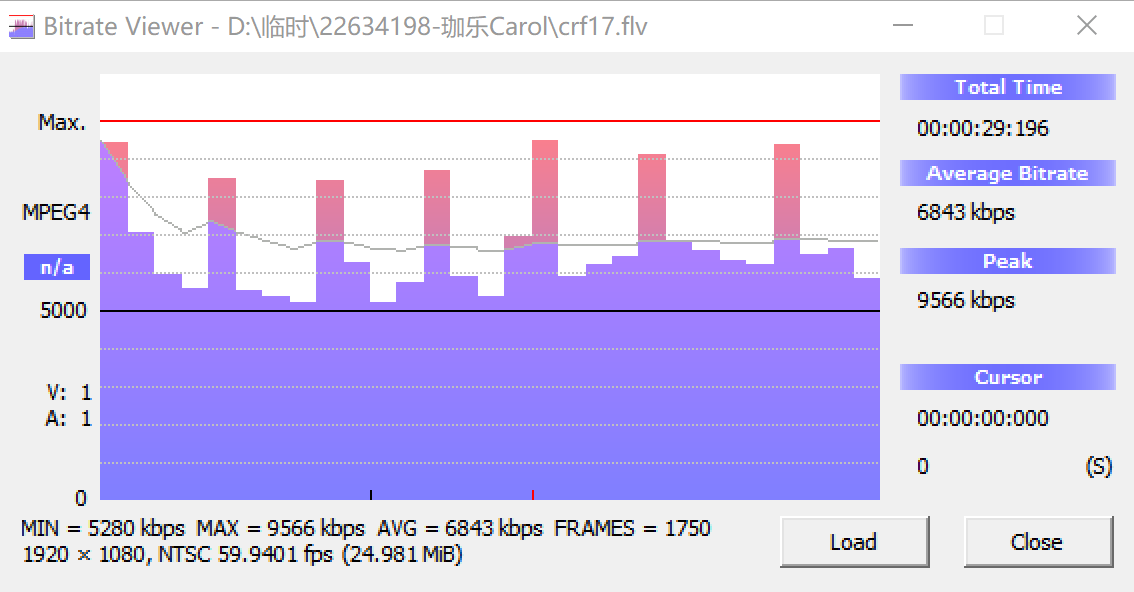 Bitrate Viewer - D:\临时\22634198-珈乐Carol\crf17.flv
Max.
MPEG4
n/a
5000
V: 1
A: 1
0
Total Time
00:00:29:196
Average Bitrate
6843 kbps
Peak
9566 kbps
Cursor
00:00:00:000
0 (S)
MIN = 5280 kbps MAX = 9566 kbps AVG = 6843 kbps FRAMES = 1750
1920 × 1080, NTSC 59.9401 fps (24.981 MiB)
Load Close